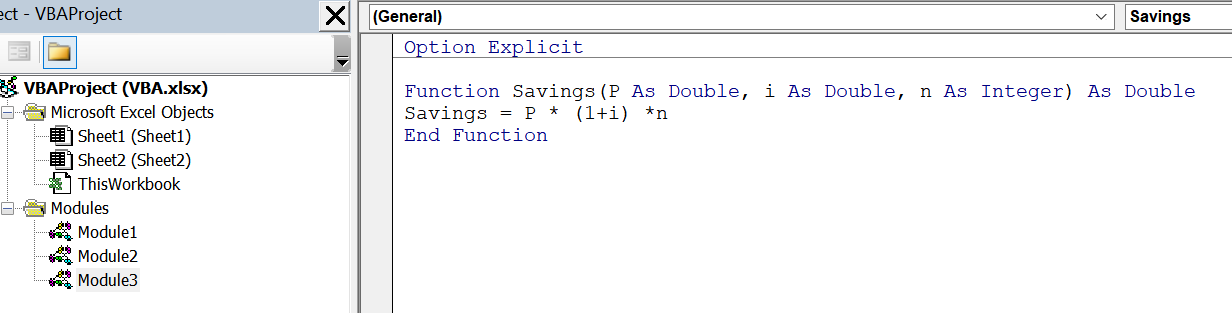 ect - VBAProject
VBAProject (VBA.xlsx)
Microsoft Excel Objects
Sheet1 (Sheet1)
Sheet2 (Sheet2)
ThisWorkbook
Modules
Module1
Module2
Module3
(General)
Savings
Option Explicit
Function Savings(P As Double, i As Double, n As Integer) As Double
Savings = P * (1+i) *n
End Function